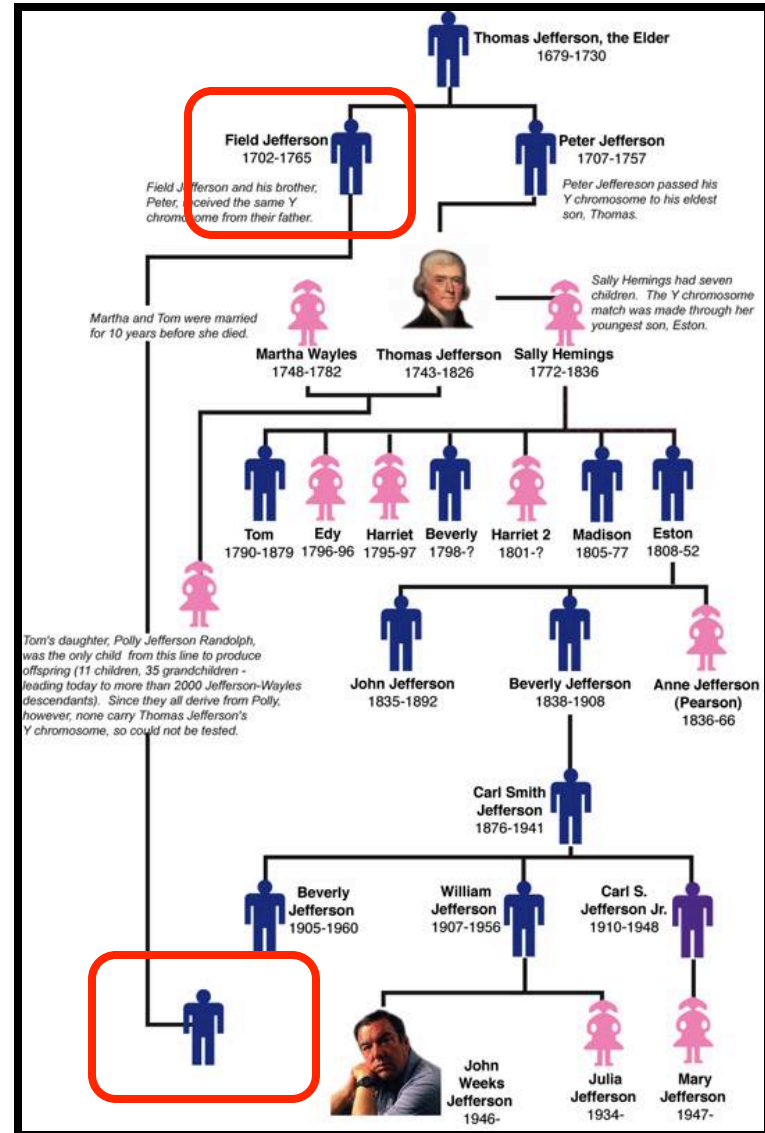 Thomas Jefferson, the Elder
1679-1730
Field Jefferson
1702-1765
Field Jefferson and his brother,
Peter, received the same Y
chromosome from their father.
Peter Jefferson
1707-1757
Peter Jeffereson passed his
Y chromosome to his eldest
son, Thomas.
Sally Hemings had seven
children. The Y chromosome
match was made through her
youngest son, Eston.
Martha and Tom were married
for 10 years before she died.
Martha Wayles
1748-1782
Thomas Jefferson
1743-1826
Sally Hemings
1772-1836
Tom
1790-1879
Edy
1796-96
Harriet
1795-97
Beverly
1798-?
Harriet 2
1801-?
Madison
1805-77
Eston
1808-52
Tom's daughter, Polly Jefferson Randolph,
was the only child from this line to produce
offspring (11 children, 35 grandchildren -
leading today to more than 2000 Jefferson-Wayles
descendants). Since they all derive from Polly,
however, none carry Thomas Jefferson's
Y chromosome, so could not be tested.
John Jefferson
1835-1892
Beverly Jefferson
1838-1908
Anne Jefferson
(Pearson)
1836-66
Carl Smith
Jefferson
1876-1941
Beverly
Jefferson
1905-1960
William
Jefferson
1907-1956
Carl S.
Jefferson Jr.
1910-1948
John
Weeks
Jefferson
1946-
Julia
Jefferson
1934-
Mary
Jefferson
1947-